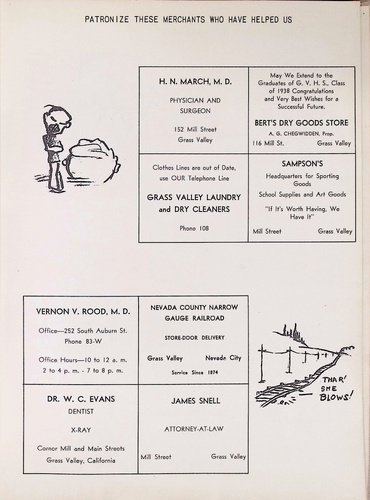 PATRONIZE THESE MERCHANTS WHO HAVE HELPED US
H. N. MARCH, M. D.
PHYSICIAN AND
SURGEON
152 Mill Street
Grass Valley
May We Extend to the
Graduates of G. V. H. S., Class
of 1938 Congratulations
and Very Best Wishes for a
Successful Future.
BERT'S DRY GOODS STORE
A. G. CHEGWIDDEN, Prop.
116 Mill St. Grass Valley
Clothes Lines are out of Date,
use OUR Telephone Line
GRASS VALLEY LAUNDRY
and DRY CLEANERS
Phone 108
SAMPSON'S
Headquarters for Sporting
Goods
School Supplies and Art Goods
"If It's Worth Having, We
Have It"
Mill Street Grass Valley
VERNON V. ROOD, M. D.
Office—252 South Auburn St.
Phone 83-W
Office Hours—10 to 12 a. m.
2 to 4 p. m. - 7 to 8 p. m.
NEVADA COUNTY NARROW
GAUGE RAILROAD
STORE-DOOR DELIVERY
Grass Valley Nevada City
Service Since 1874
DR. W. C. EVANS
DENTIST
X-RAY
Corner Mill and Main Streets
Grass Valley, California
JAMES SNELL
ATTORNEY-AT-LAW
Mill Street Grass Valley
THAR'
SHE
BLOWS!